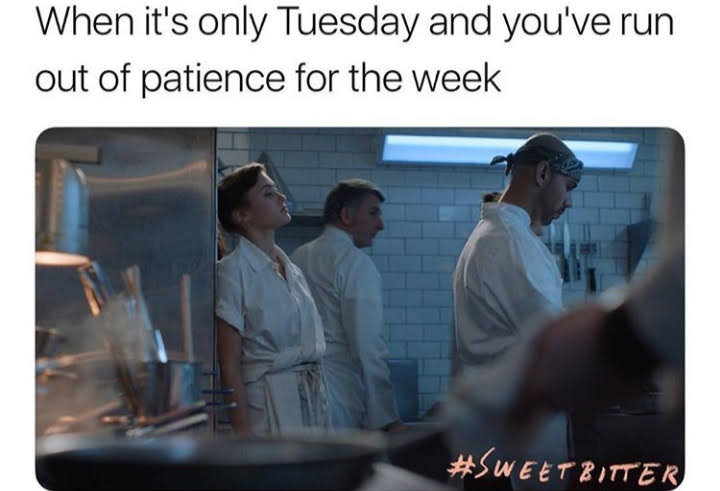 When it's only Tuesday and you've run
out of patience for the week
#SWEETBITTER